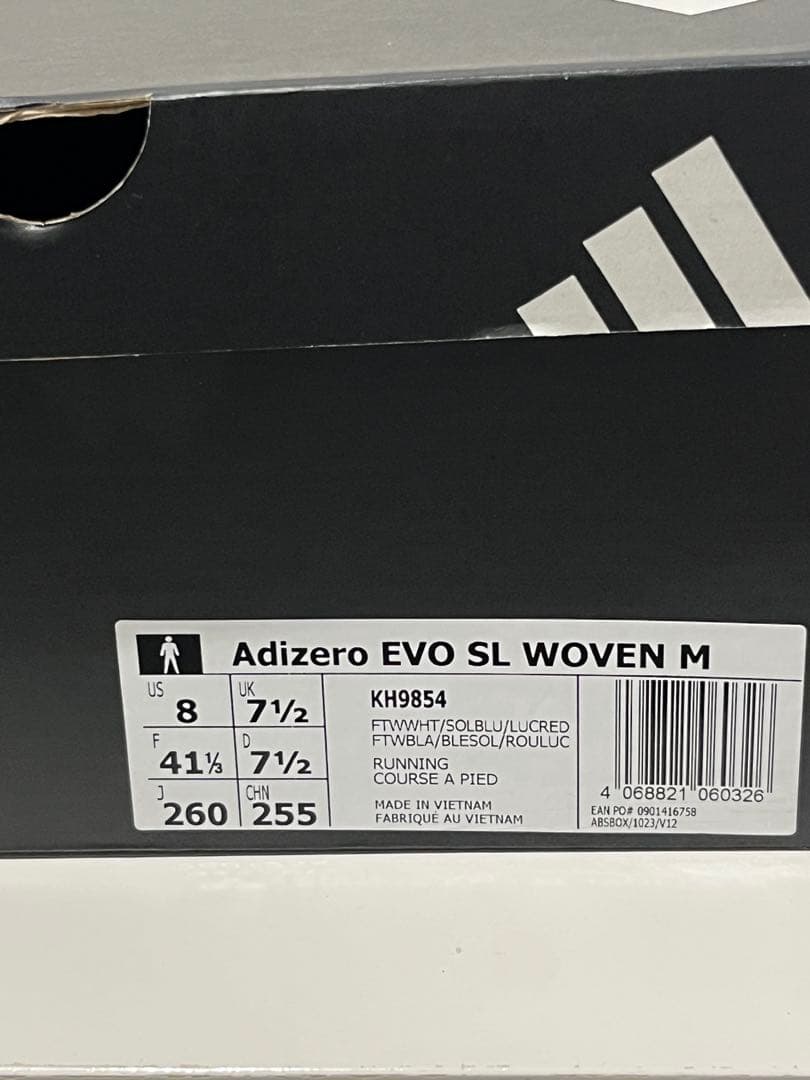 Adizero EVO SL WOVEN M
US 8 UK 7½
F 41⅓ D 7½
J 260 CHN 255
KH9854
FTWWHT/SOLBLU/LUCRED
FTWBLA/BLESOL/ROULUC
RUNNING
COURSE A PIED
MADE IN VIETNAM
FABRIQUÉ AU VIETNAM
4 068821 060326
EAN PO# 0901416758
ABSBOX/1023/V12